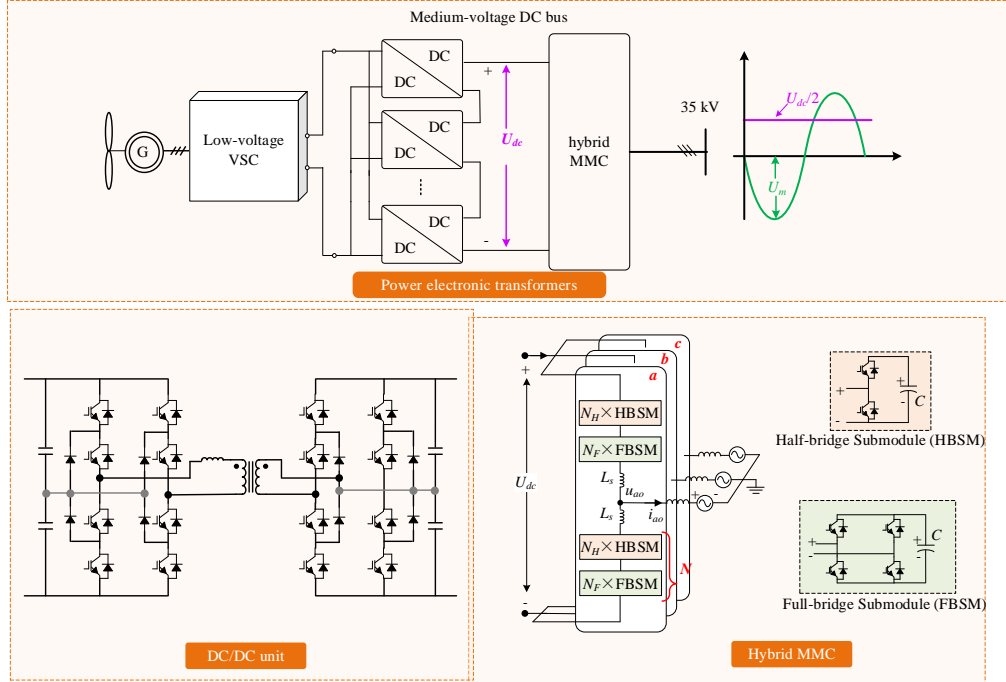 Medium-voltage DC bus
G
Low-voltage
VSC
DC
DC
DC
DC
DC
DC
+
U_dc
-
hybrid
MMC
35 kV
U_dc/2
U_m
Power electronic transformers
DC/DC unit
+
U_dc
-
c
b
a
N_H×HBSM
N_F×FBSM
L_s
u_ao
L_s
i_ao
+
-
N_H×HBSM
N_F×FBSM
N
Hybrid MMC
+
-
+
-
C
Half-bridge Submodule (HBSM)
+
-
+
-
C
Full-bridge Submodule (FBSM)